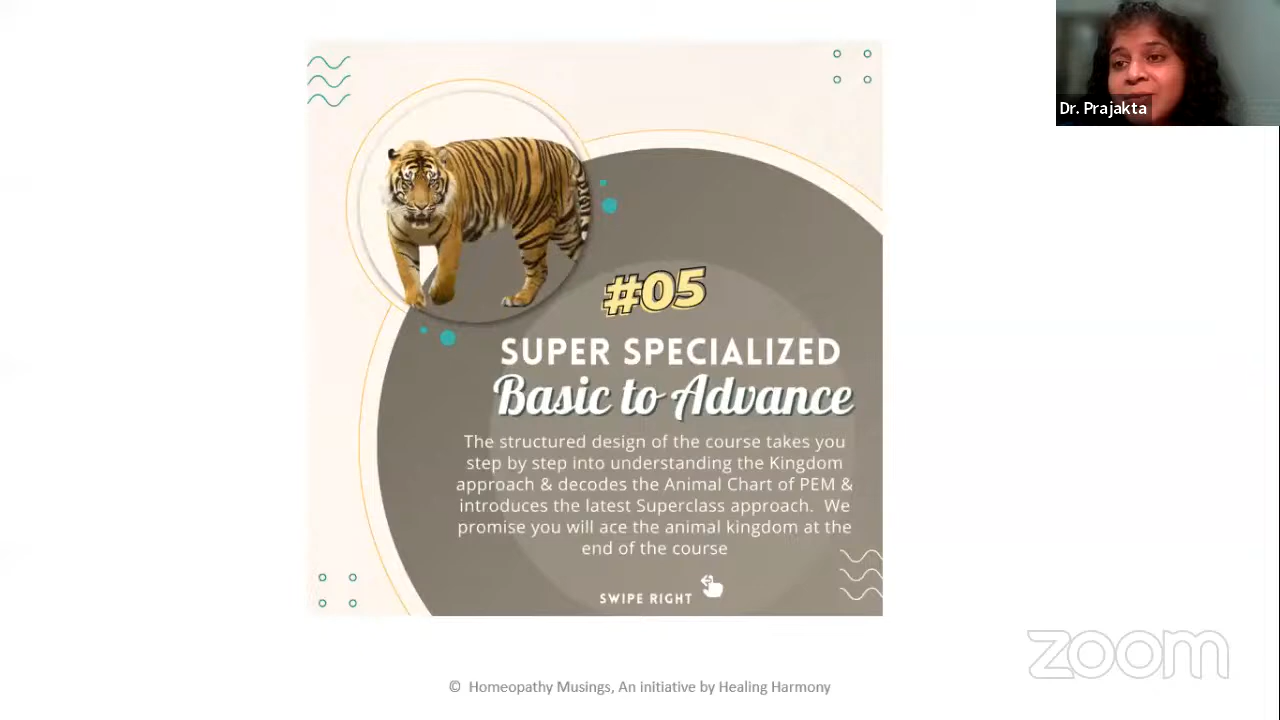 Dr. Prajakta
#05
SUPER SPECIALIZED
Basic to Advance
The structured design of the course takes you
step by step into understanding the Kingdom
approach & decodes the Animal Chart of PEM &
introduces the latest Superclass approach. We
promise you will ace the animal kingdom at the
end of the course
SWIPE RIGHT
zoom
© Homeopathy Musings, An initiative by Healing Harmony